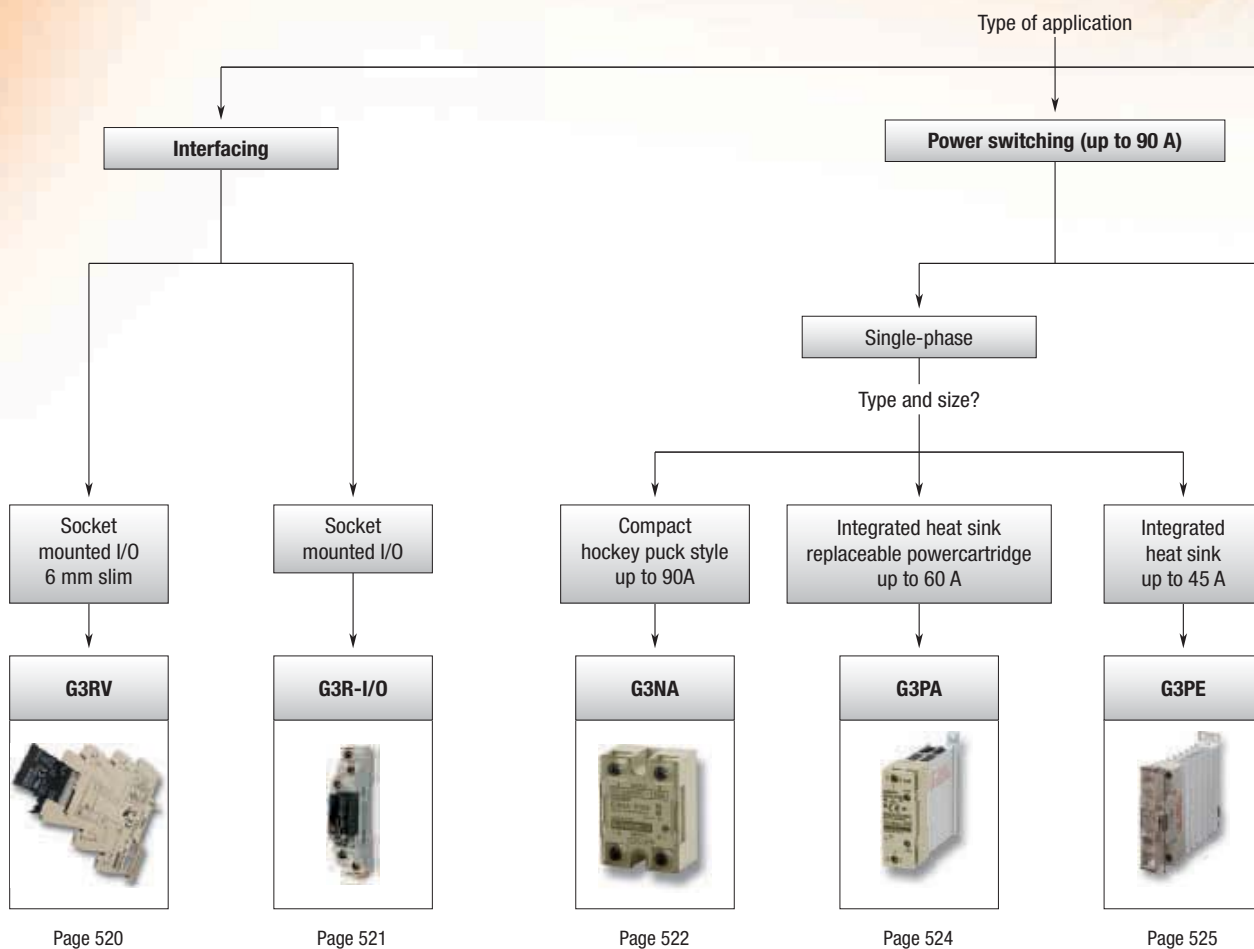 Type of application
Interfacing
Power switching (up to 90 A)
Single-phase
Type and size?
Socket
mounted I/O
6 mm slim
Socket
mounted I/O
Compact
hockey puck style
up to 90A
Integrated heat sink
replaceable powercartridge
up to 60 A
Integrated
heat sink
up to 45 A
G3RV
G3R-I/O
G3NA
G3PA
G3PE
Page 520
Page 521
Page 522
Page 524
Page 525